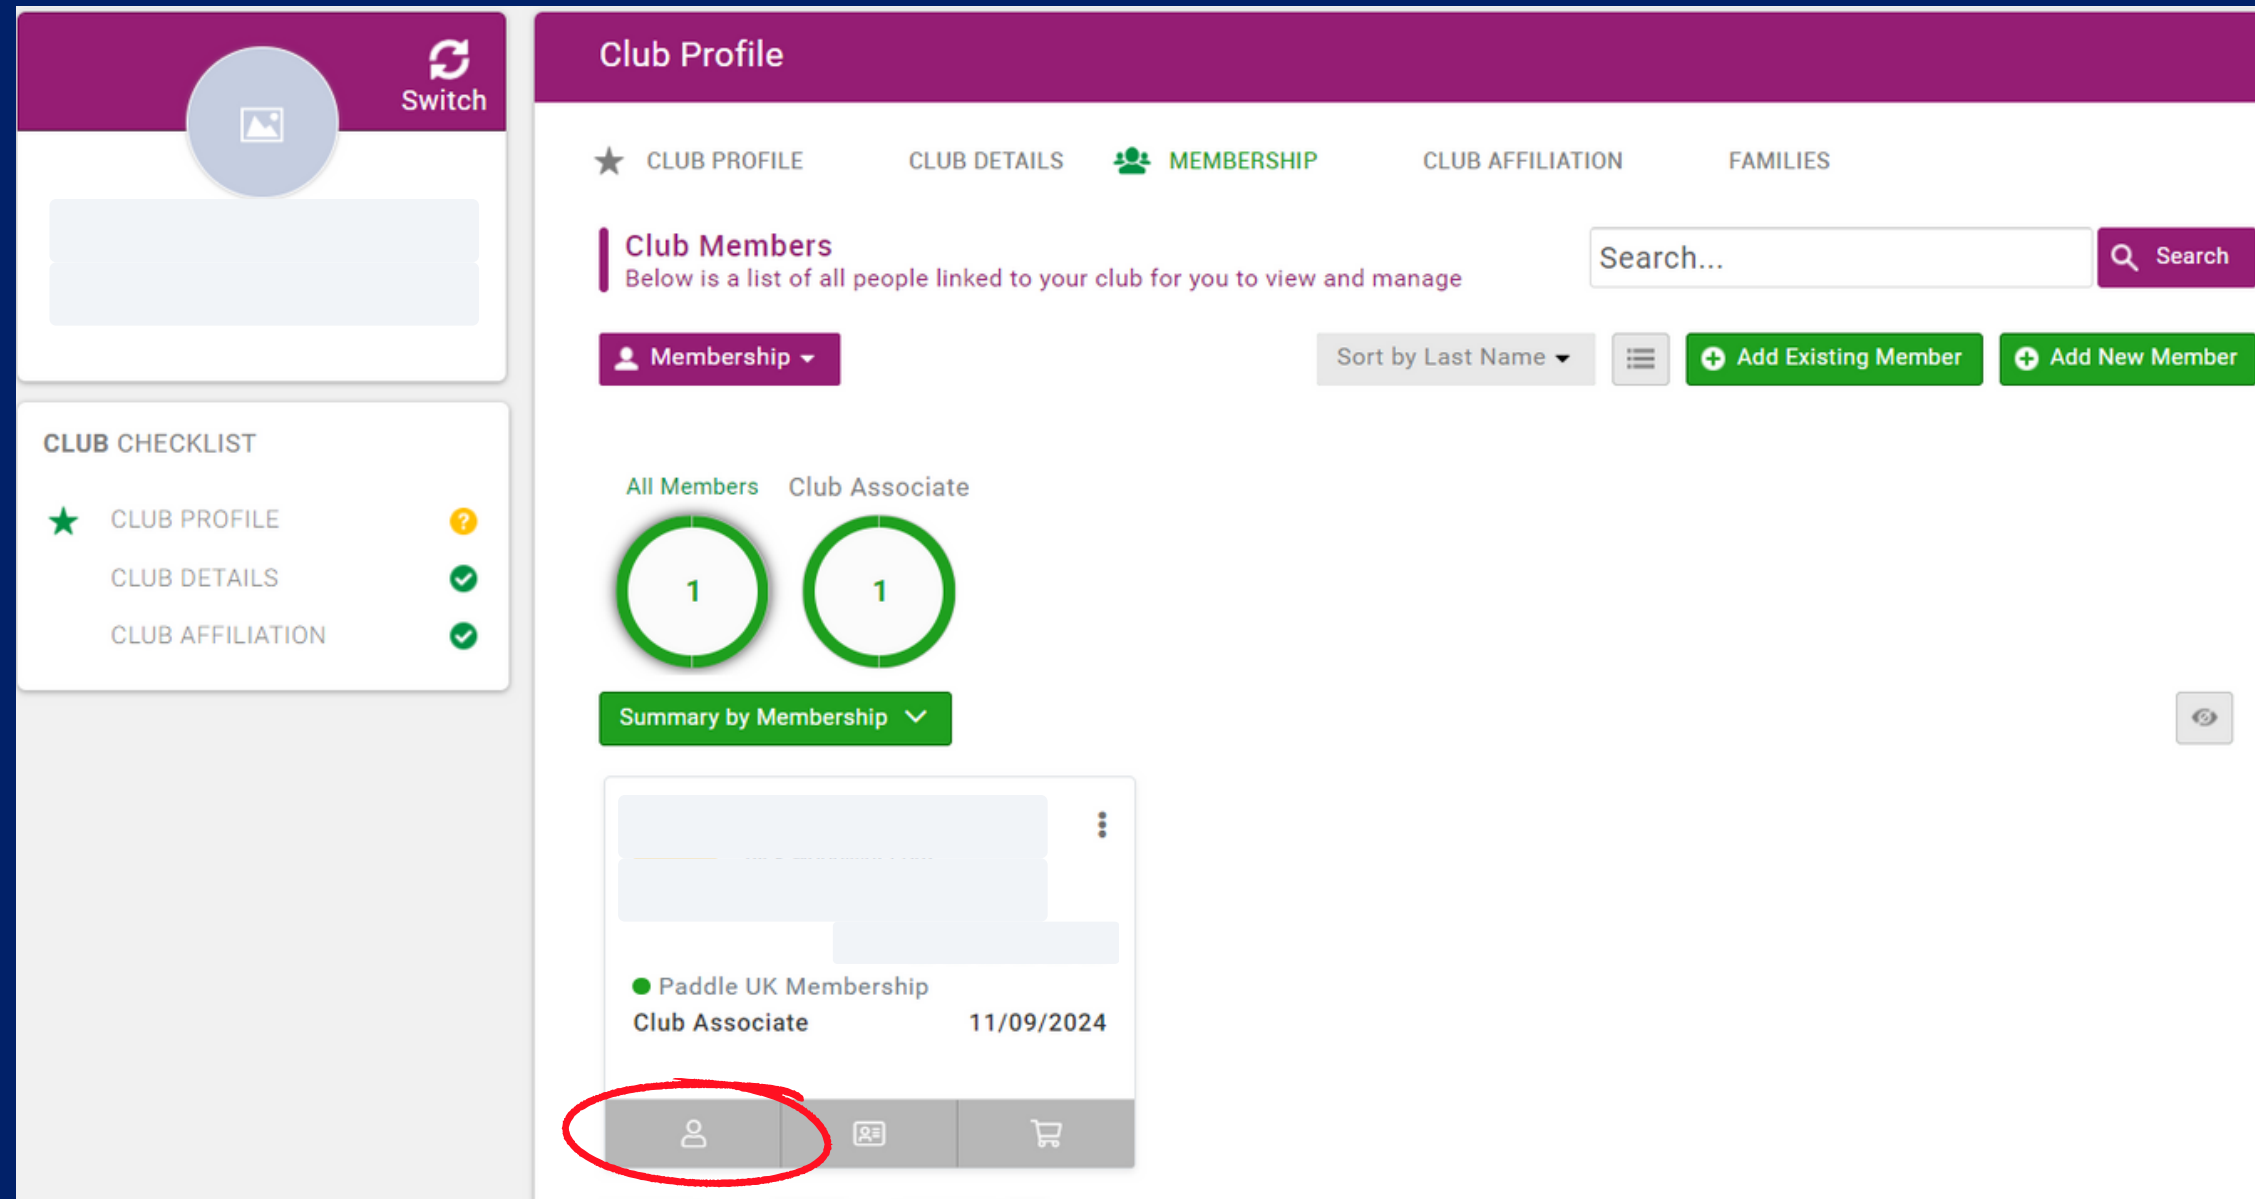 Switch
Club Profile
CLUB PROFILE
CLUB DETAILS
MEMBERSHIP
CLUB AFFILIATION
FAMILIES
Club Members
Below is a list of all people linked to your club for you to view and manage
Search...
Search
Membership
Sort by Last Name
Add Existing Member
Add New Member
CLUB CHECKLIST
CLUB PROFILE
CLUB DETAILS
CLUB AFFILIATION
All Members
Club Associate
1
1
Summary by Membership
Paddle UK Membership
Club Associate 11/09/2024